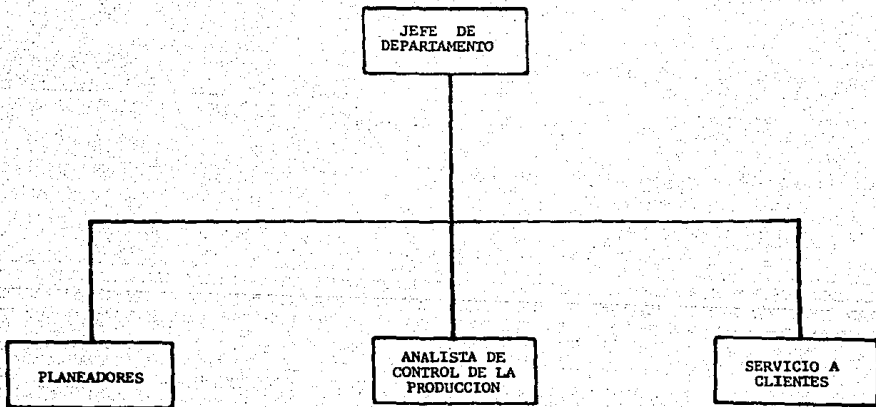 JEFE DE
DEPARTAMENTO
PLANEADORES
ANALISTA DE
CONTROL DE LA
PRODUCCION
SERVICIO A
CLIENTES